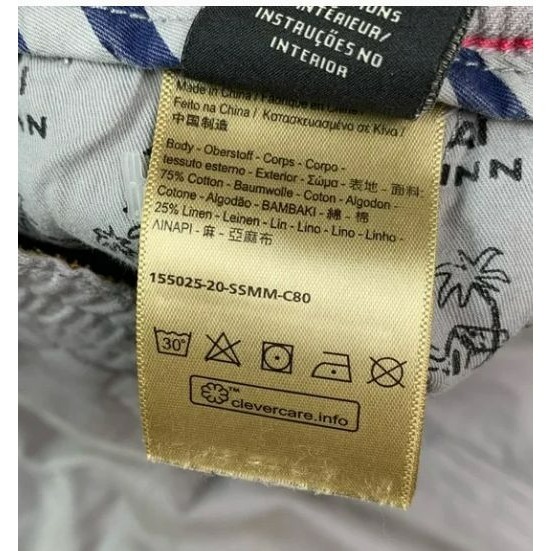 INTÉRIEUR/
INSTRUÇÕES NO
INTERIOR
Made in China / Fabriqué en Chine /
Feito na China / Κατασκευασμένο σε Κίνα /
中国制造
Body - Oberstoff - Corps - Corpo -
tessuto esterno - Exterior - Σώμα - 表地 - 面料-
75% Cotton - Baumwolle - Coton - Algodon -
Cotone - Algodão - BAMBAKI - 綿 - 棉
25% Linen - Leinen - Lin - Lino - Lino - Linho -
ΛΙΝΑΡΙ - 麻 - 亞麻布
155025-20-SSMM-C80
30°
clevercare.info